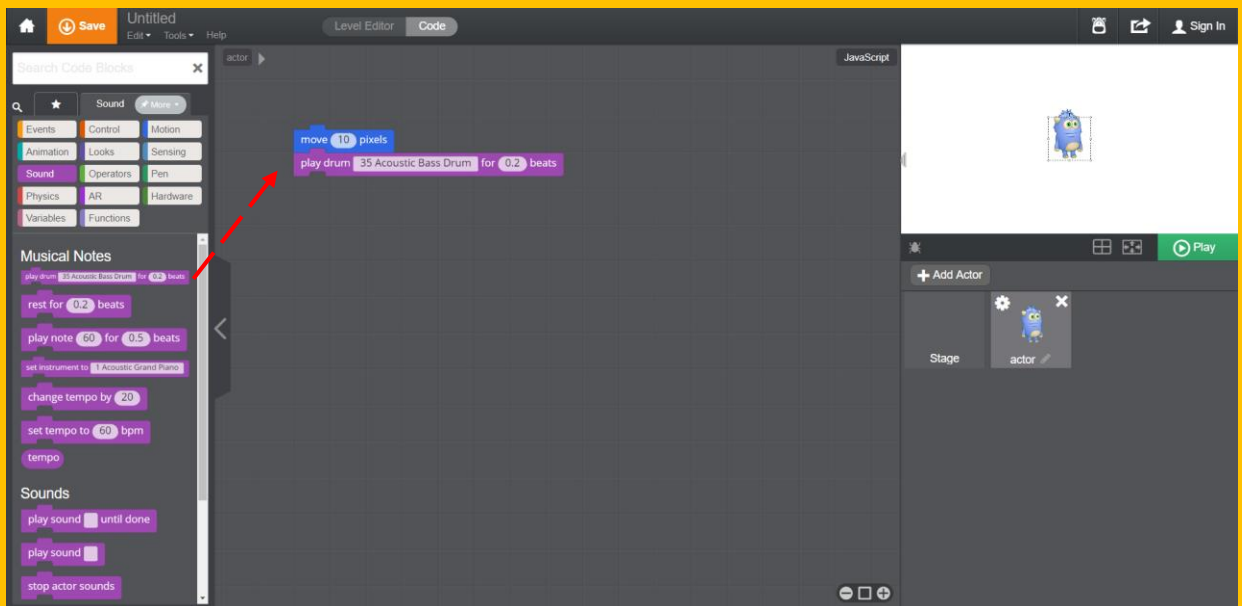 Save
Untitled
Edit Tools Help
Level Editor Code
Sign In
Search Code Blocks
actor
JavaScript
Sound More
Events Control Motion
Animation Looks Sensing
Sound Operators Pen
Physics AR Hardware
Variables Functions
Musical Notes
play drum 35 Acoustic Bass Drum for 0.2 beats
rest for 0.2 beats
play note 60 for 0.5 beats
set instrument to 1 Acoustic Grand Piano
change tempo by 20
set tempo to 60 bpm
tempo
Sounds
play sound until done
play sound
stop actor sounds
move 10 pixels
play drum 35 Acoustic Bass Drum for 0.2 beats
Play
Add Actor
Stage
actor